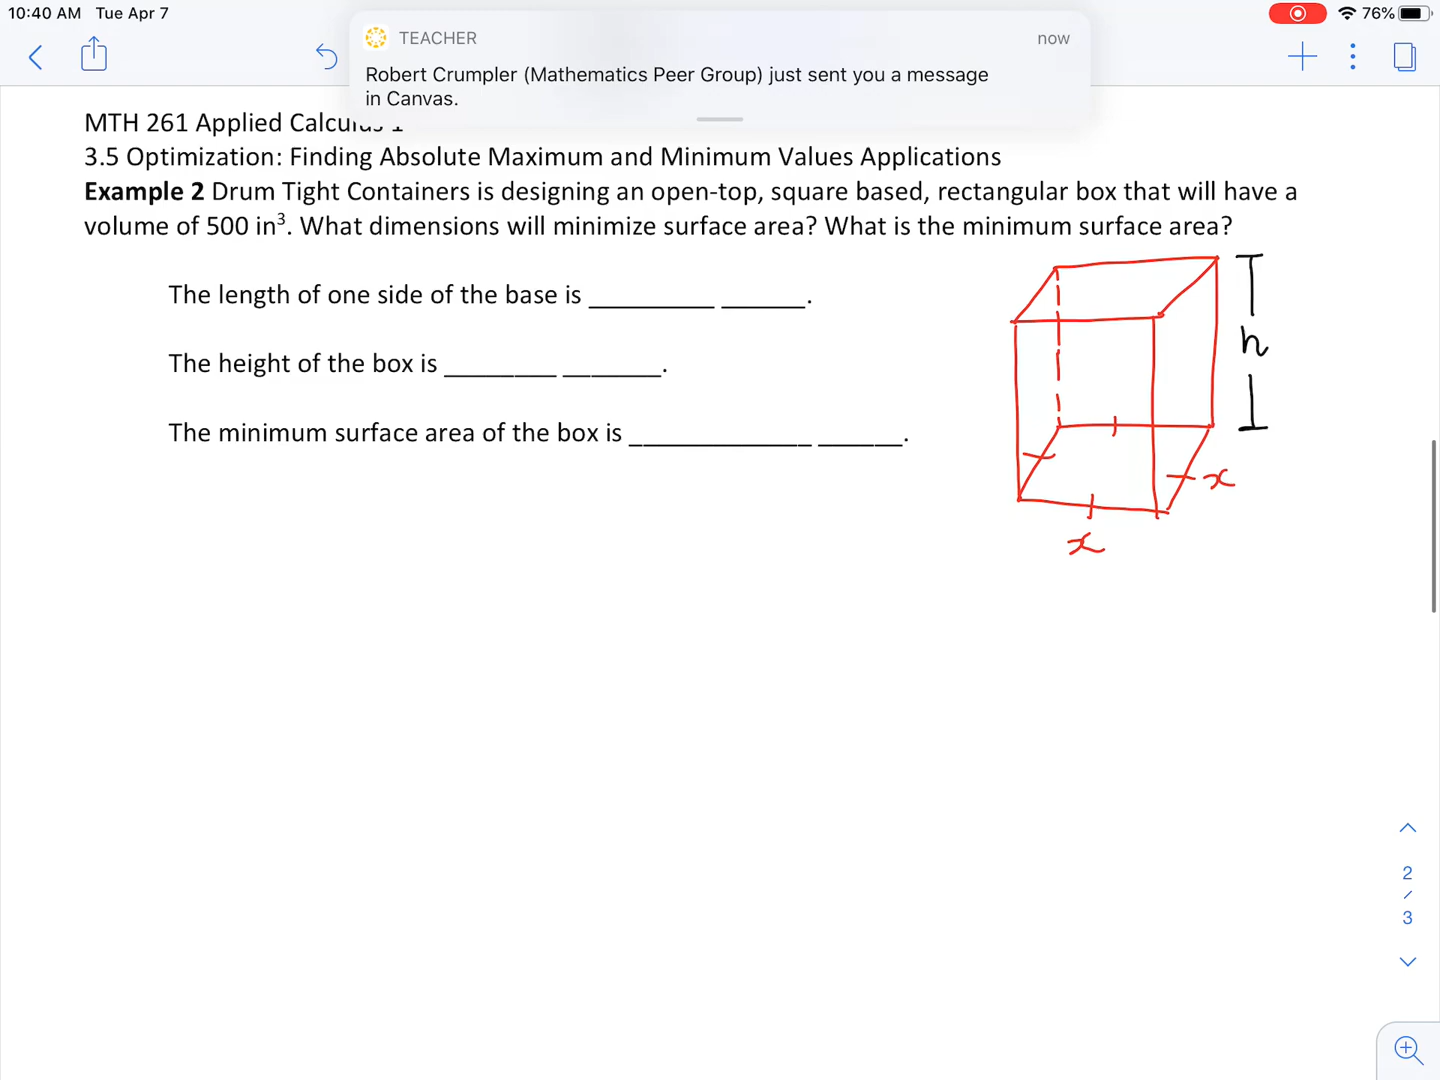 10:40 AM Tue Apr 7
76%
TEACHER
now
Robert Crumpler (Mathematics Peer Group) just sent you a message
in Canvas.
MTH 261 Applied Calculus 1
3.5 Optimization: Finding Absolute Maximum and Minimum Values Applications
Example 2 Drum Tight Containers is designing an open-top, square based, rectangular box that will have a
volume of 500 in³. What dimensions will minimize surface area? What is the minimum surface area?
The length of one side of the base is _________ ______.
The height of the box is ________ _______.
The minimum surface area of the box is _____________ ______.
h
x
x
2
/
3